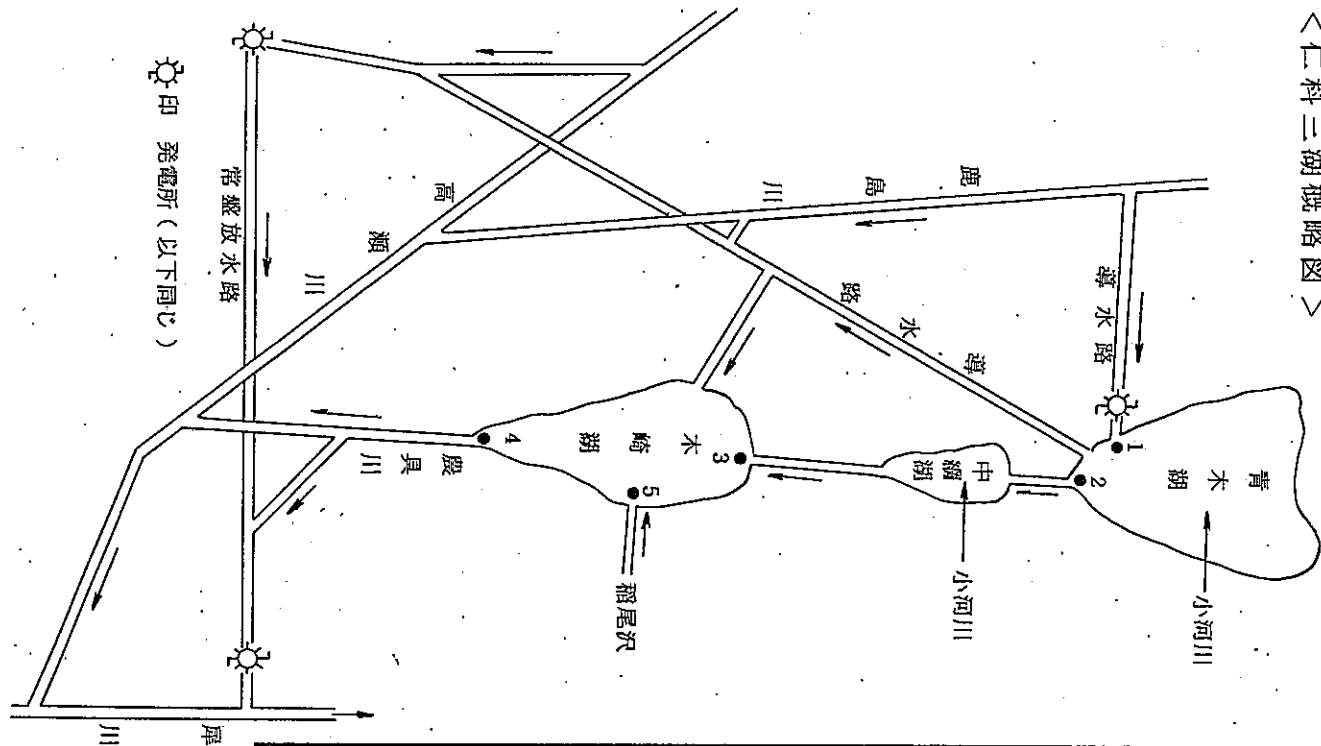 ＜仁科三湖概略図＞
小河川
青木湖
1
2
導水路
小河川
中綱湖
鹿島川
導水路
稲尾沢
木崎湖
3
4
5
農具川
高瀬川
常盤放水路
印 発電所（以下同じ）
犀川